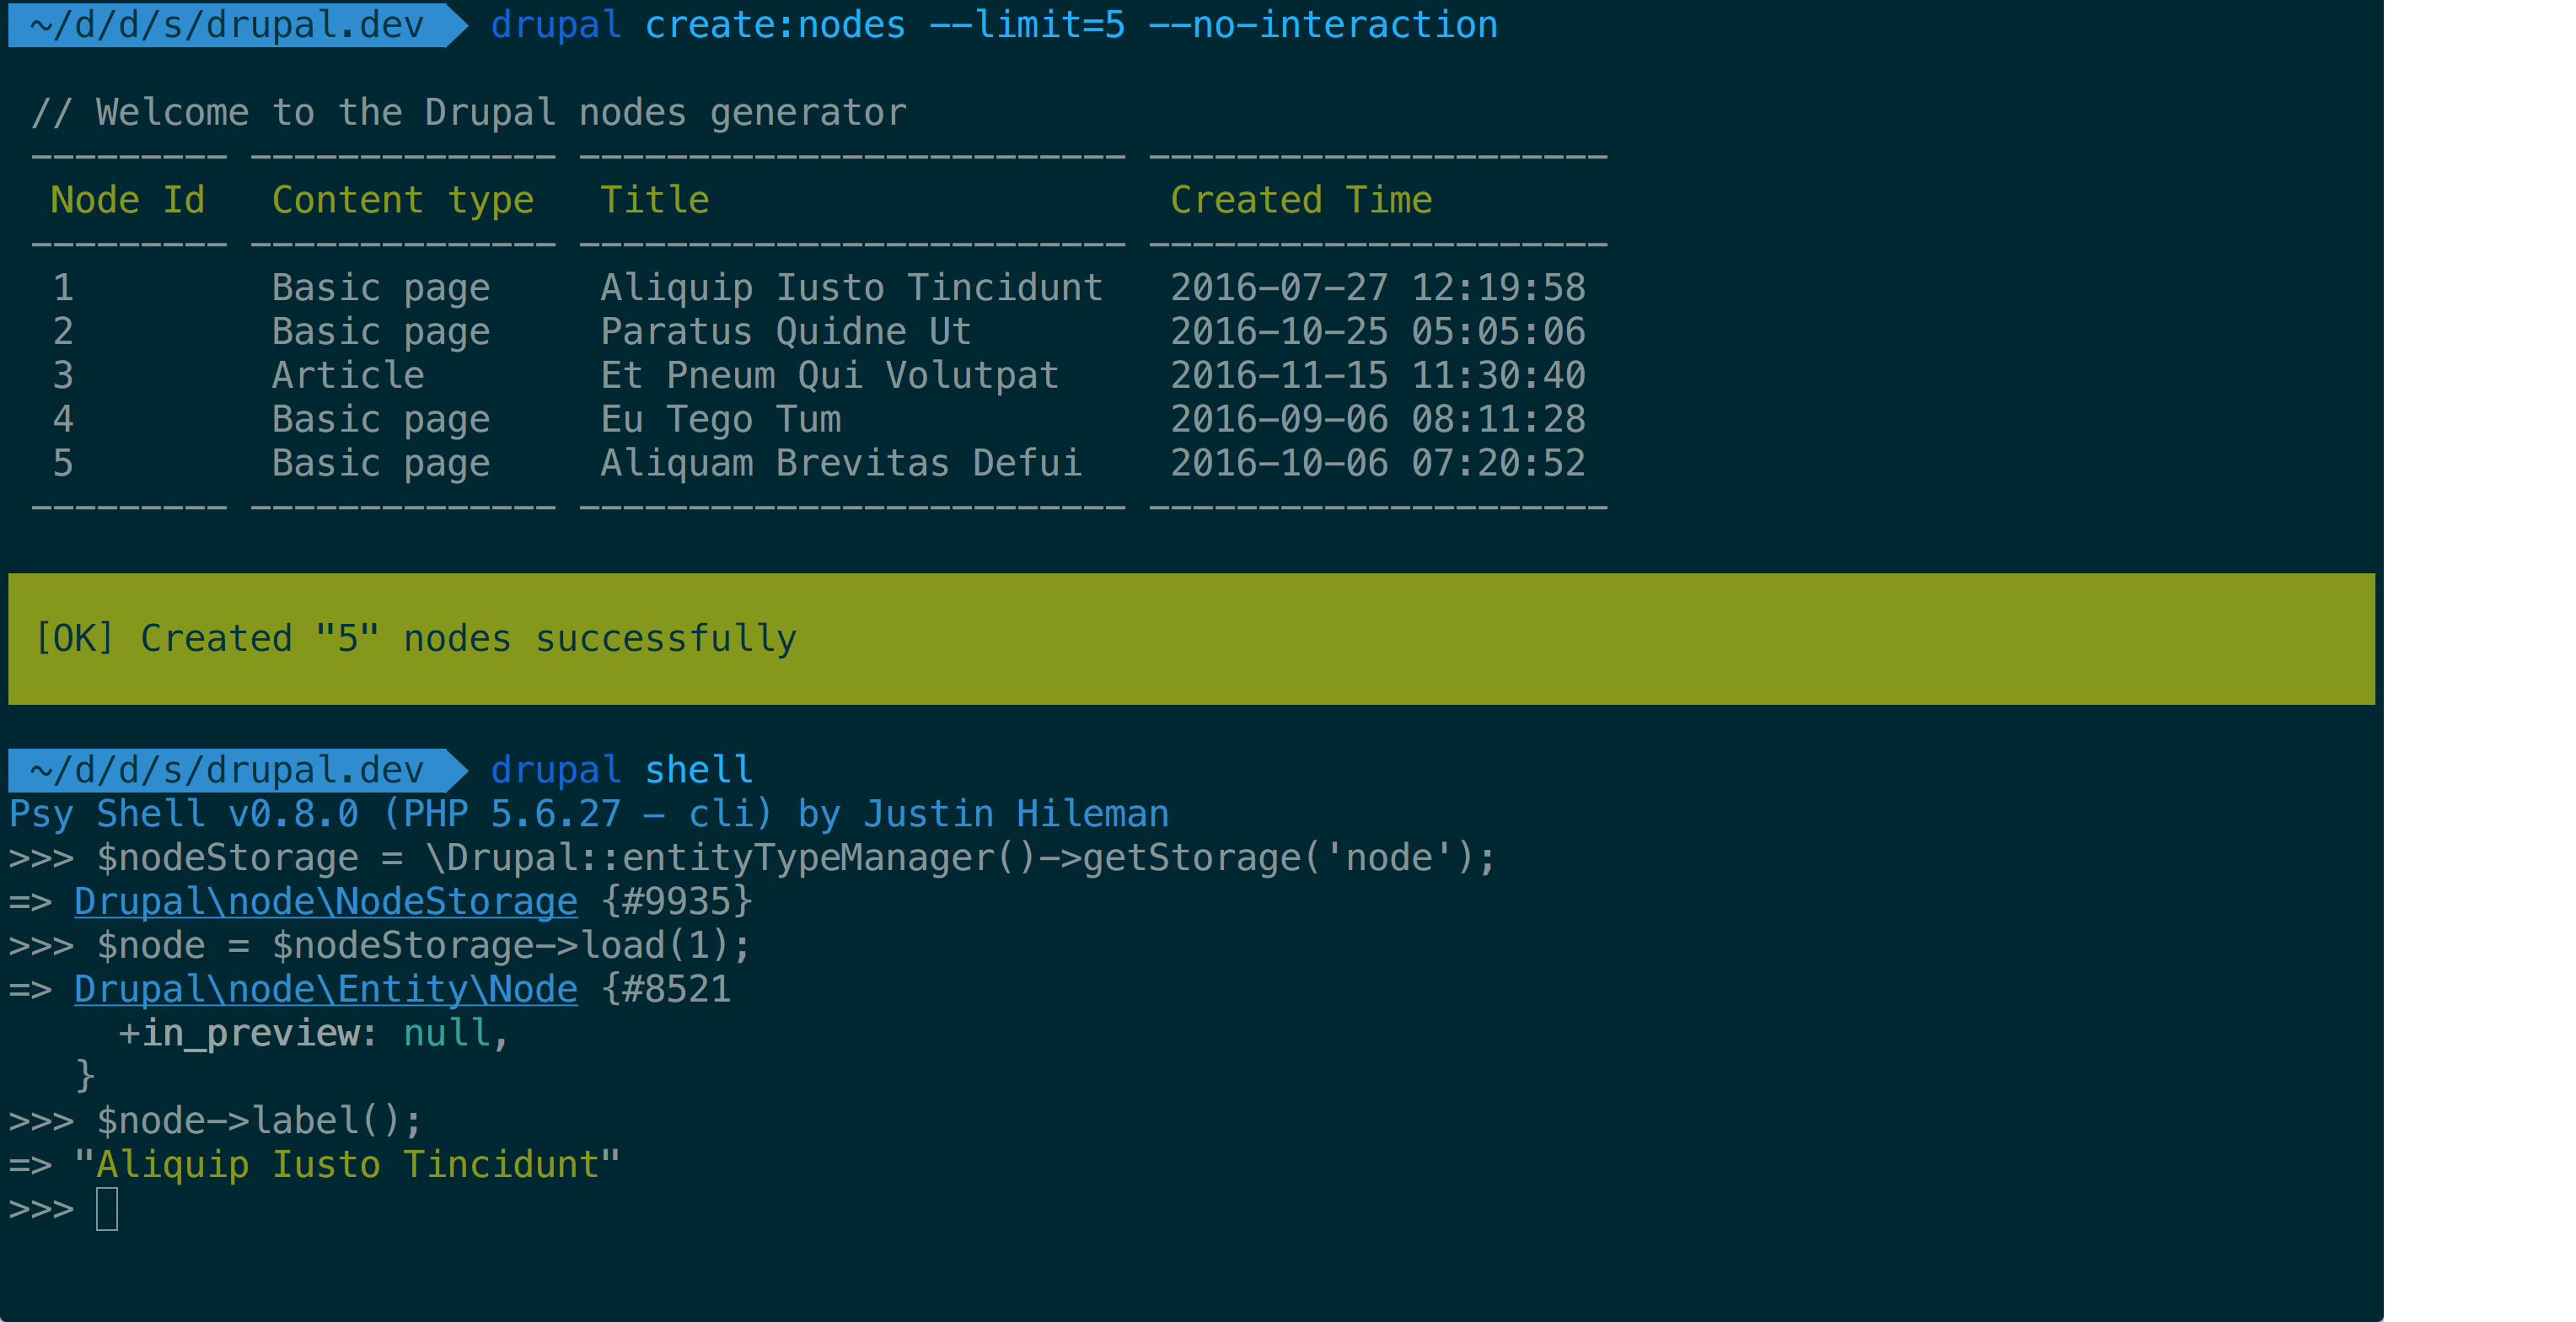 ~/d/d/s/drupal.dev drupal create:nodes --limit=5 --no-interaction
// Welcome to the Drupal nodes generator
--------- -------------- ------------------------- ---------------------
Node Id Content type Title Created Time
--------- -------------- ------------------------- ---------------------
1 Basic page Aliquip Iusto Tincidunt 2016-07-27 12:19:58
2 Basic page Paratus Quidne Ut 2016-10-25 05:05:06
3 Article Et Pneum Qui Volutpat 2016-11-15 11:30:40
4 Basic page Eu Tego Tum 2016-09-06 08:11:28
5 Basic page Aliquam Brevitas Defui 2016-10-06 07:20:52
--------- -------------- ------------------------- ---------------------
[OK] Created "5" nodes successfully
~/d/d/s/drupal.dev drupal shell
Psy Shell v0.8.0 (PHP 5.6.27 — cli) by Justin Hileman
>>> $nodeStorage = \Drupal::entityTypeManager()->getStorage('node');
=> Drupal\node\NodeStorage {#9935}
>>> $node = $nodeStorage->load(1);
=> Drupal\node\Entity\Node {#8521
+in_preview: null,
}
>>> $node->label();
=> "Aliquip Iusto Tincidunt"
>>>